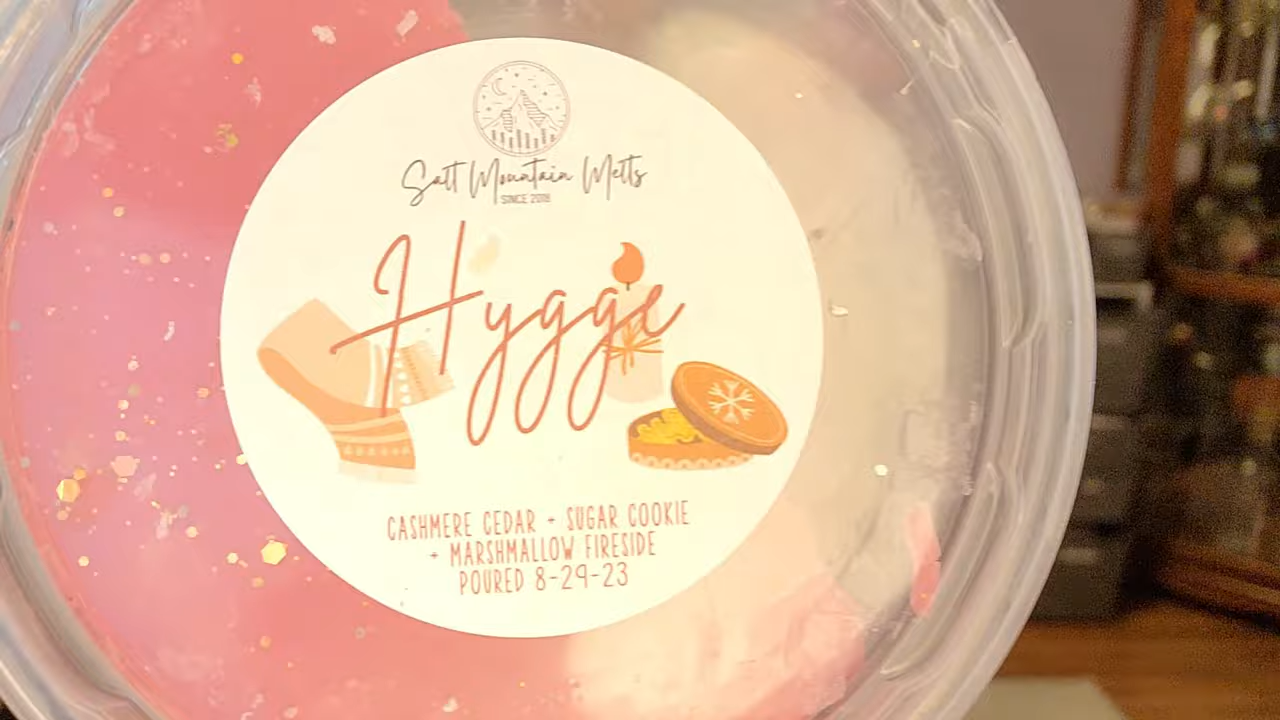 Salt Mountain Melts
SINCE 2018
Hygge
CASHMERE CEDAR + SUGAR COOKIE
+ MARSHMALLOW FIRESIDE
POURED 8-29-23